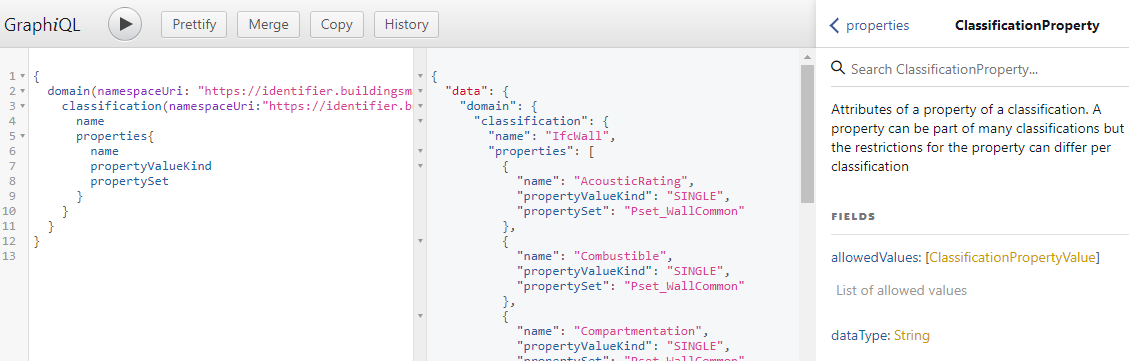 GraphiQL
Prettify
Merge
Copy
History
1 {
2 domain(namespaceUri: "https://identifier.buildingsm
3 classification(namespaceUri:"https://identifier.b
4 name
5 properties{
6 name
7 propertyValueKind
8 propertySet
9 }
10 }
11 }
12 }
13
{
"data": {
"domain": {
"classification": {
"name": "IfcWall",
"properties": [
{
"name": "AcousticRating",
"propertyValueKind": "SINGLE",
"propertySet": "Pset_WallCommon"
},
{
"name": "Combustible",
"propertyValueKind": "SINGLE",
"propertySet": "Pset_WallCommon"
},
{
"name": "Compartmentation",
"propertyValueKind": "SINGLE",
"propertySet": "Pset_WallCommon"
properties
ClassificationProperty
Search ClassificationProperty...
Attributes of a property of a classification. A
property can be part of many classifications but
the restrictions for the property can differ per
classification
FIELDS
allowedValues: [ClassificationPropertyValue]
List of allowed values
dataType: String